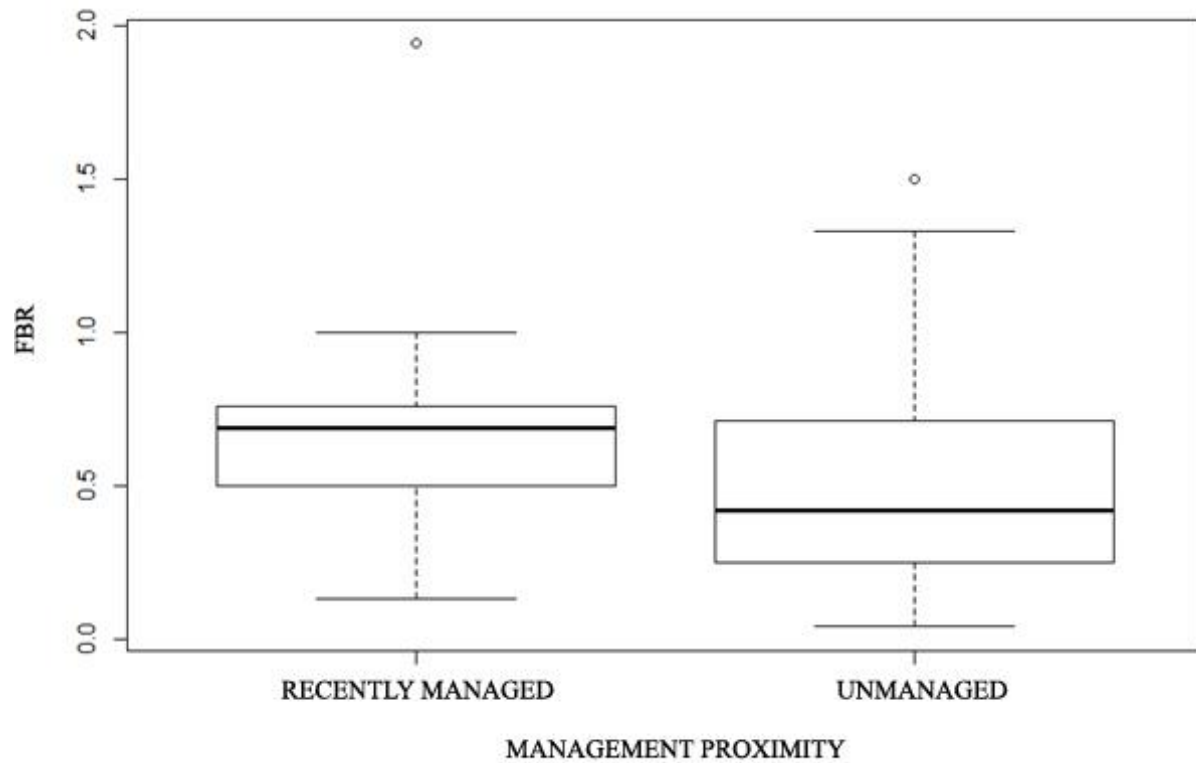 2.0
1.5
1.0
0.5
0.0
FBR
RECENTLY MANAGED
UNMANAGED
MANAGEMENT PROXIMITY